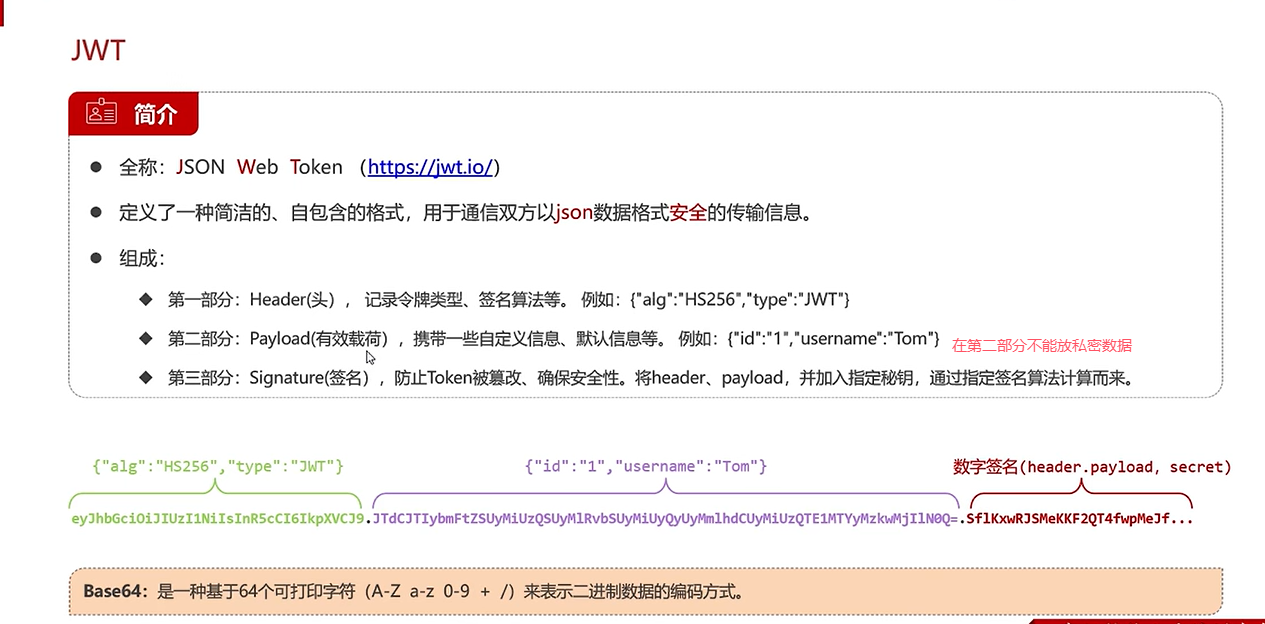 JWT
简介
全称：JSON Web Token （https://jwt.io/）
定义了一种简洁的、自包含的格式，用于通信双方以json数据格式安全的传输信息。
组成：
第一部分：Header(头），记录令牌类型、签名算法等。 例如：{"alg":"HS256","type":"JWT"}
第二部分：Payload(有效载荷），携带一些自定义信息、默认信息等。 例如：{"id":"1","username":"Tom"}
在第二部分不能放私密数据
第三部分：Signature(签名），防止Token被篡改、确保安全性。将header、payload，并加入指定秘钥，通过指定签名算法计算而来。
{"alg":"HS256","type":"JWT"} {"id":"1","username":"Tom"} 数字签名(header.payload, secret)
eyJhbGciOiJIUzI1NiIsInR5cCI6IkpXVCJ9.JTdCJTIybmFtZSUyMiUzQSUyMlRvbSUyMiUyQyUyMmlhdCUyMiUzQTE1MTYyMzkwMjIlN0Q=.SflKxwRJSMeKKF2QT4fwpMeJf...
Base64：是一种基于64个可打印字符（A-Z a-z 0-9 + /）来表示二进制数据的编码方式。